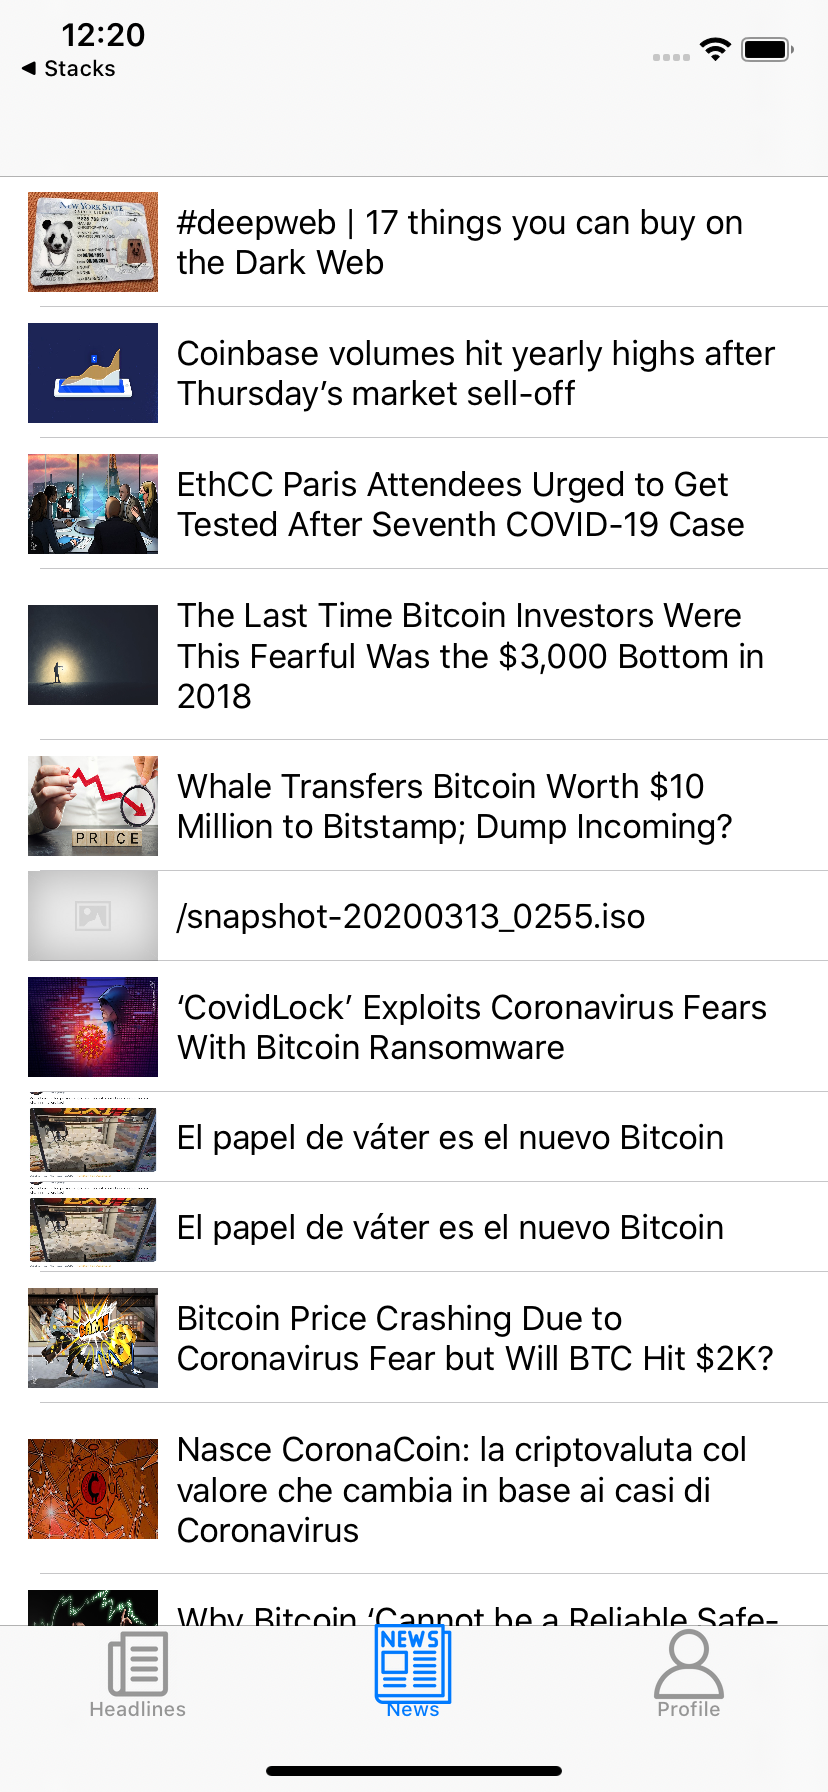 12:20
◀ Stacks
NEW YORK STATE
#deepweb | 17 things you can buy on
the Dark Web
Coinbase volumes hit yearly highs after
Thursday’s market sell-off
EthCC Paris Attendees Urged to Get
Tested After Seventh COVID-19 Case
The Last Time Bitcoin Investors Were
This Fearful Was the $3,000 Bottom in
2018
PRICE
Whale Transfers Bitcoin Worth $10
Million to Bitstamp; Dump Incoming?
/snapshot-20200313_0255.iso
‘CovidLock’ Exploits Coronavirus Fears
With Bitcoin Ransomware
El papel de váter es el nuevo Bitcoin
El papel de váter es el nuevo Bitcoin
BAM!
Bitcoin Price Crashing Due to
Coronavirus Fear but Will BTC Hit $2K?
Nasce CoronaCoin: la criptovaluta col
valore che cambia in base ai casi di
Coronavirus
Why Bitcoin ‘Cannot be a Reliable Safe-
NEWS
Headlines
News
Profile